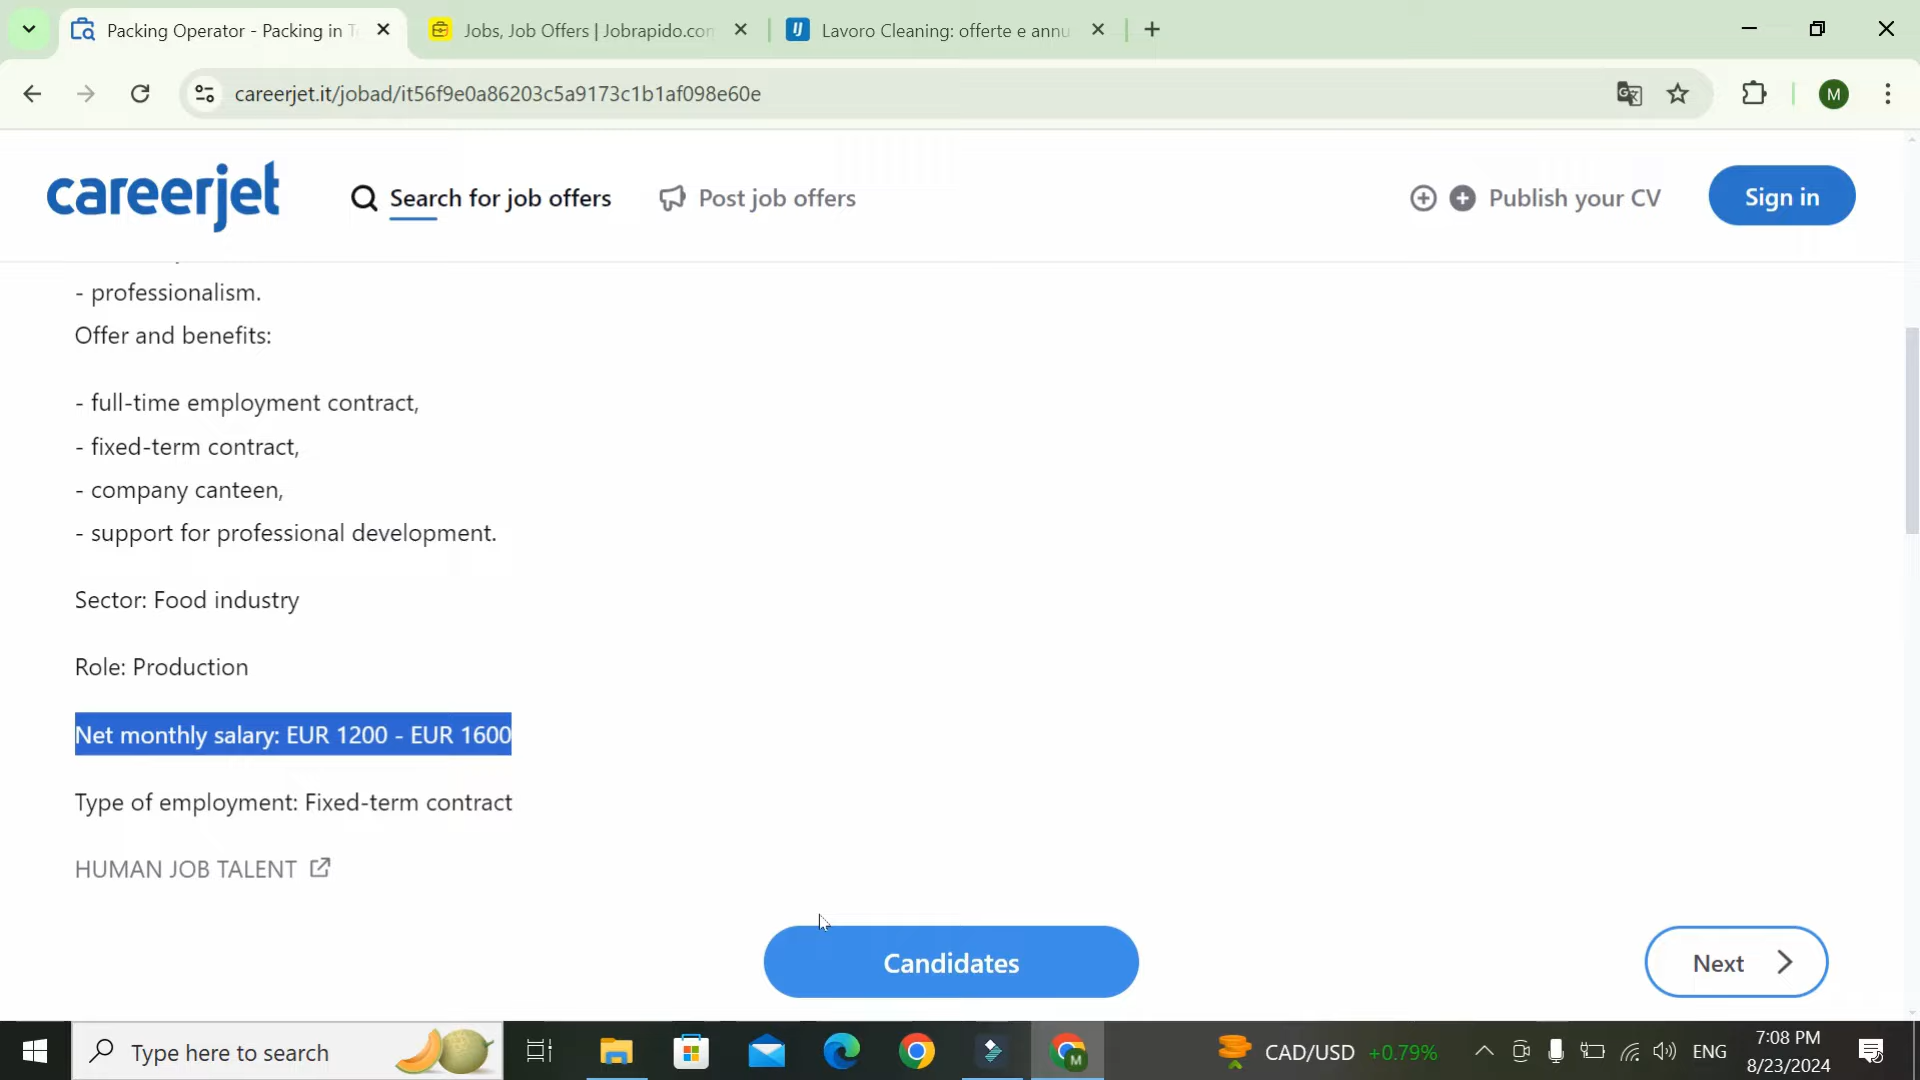 Packing Operator - Packing in T
Jobs, Job Offers | Jobrapido.com
Lavoro Cleaning: offerte e annu
careerjet.it/jobad/it56f9e0a86203c5a9173c1b1af098e60e
M
careerjet
Search for job offers
Post job offers
Publish your CV
Sign in
- professionalism.
Offer and benefits:
- full-time employment contract,
- fixed-term contract,
- company canteen,
- support for professional development.
Sector: Food industry
Role: Production
Net monthly salary: EUR 1200 - EUR 1600
Type of employment: Fixed-term contract
HUMAN JOB TALENT
Candidates
Next
Type here to search
M
CAD/USD +0.79%
ENG
7:08 PM
8/23/2024